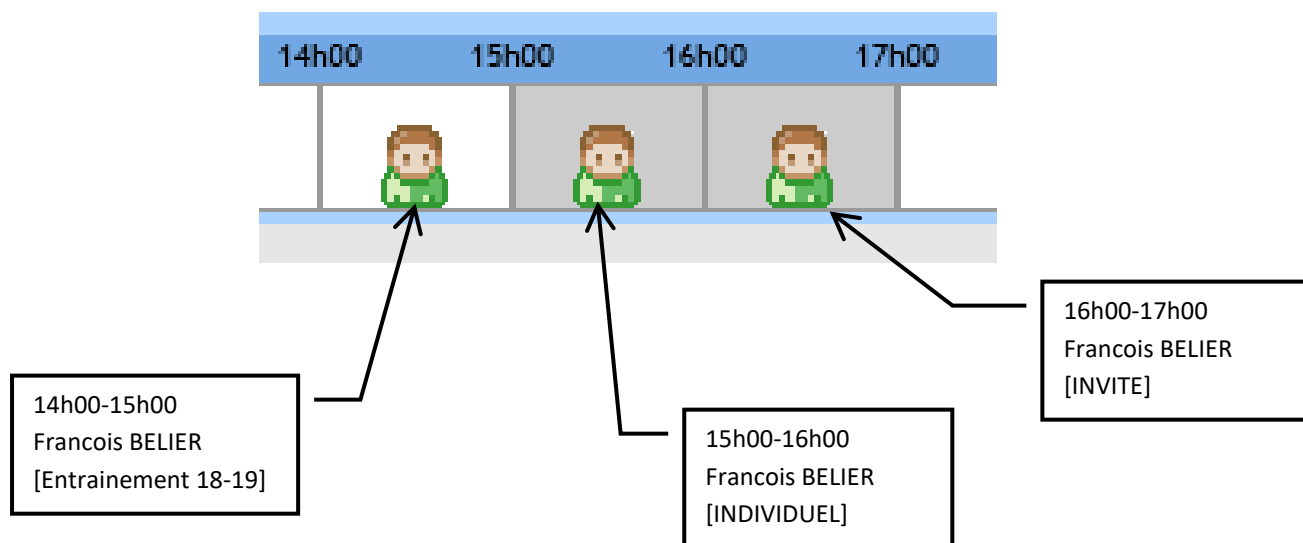 14h00 15h00 16h00 17h00
16h00-17h00
Francois BELIER
[INVITE]
14h00-15h00
Francois BELIER
[Entrainement 18-19]
15h00-16h00
Francois BELIER
[INDIVIDUEL]